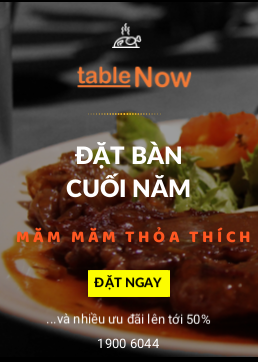 tableNow
ĐẶT BÀN
CUỐI NĂM
MĂM MĂM THỎA THÍCH
ĐẶT NGAY
...và nhiều ưu đãi lên tới 50%
1900 6044